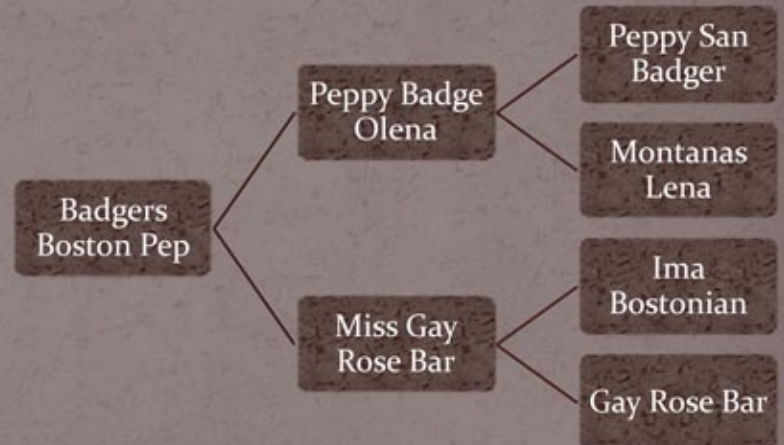 Peppy San
Badger
Peppy Badge
Olena
Montanas
Lena
Badgers
Boston Pep
Ima
Bostonian
Miss Gay
Rose Bar
Gay Rose Bar